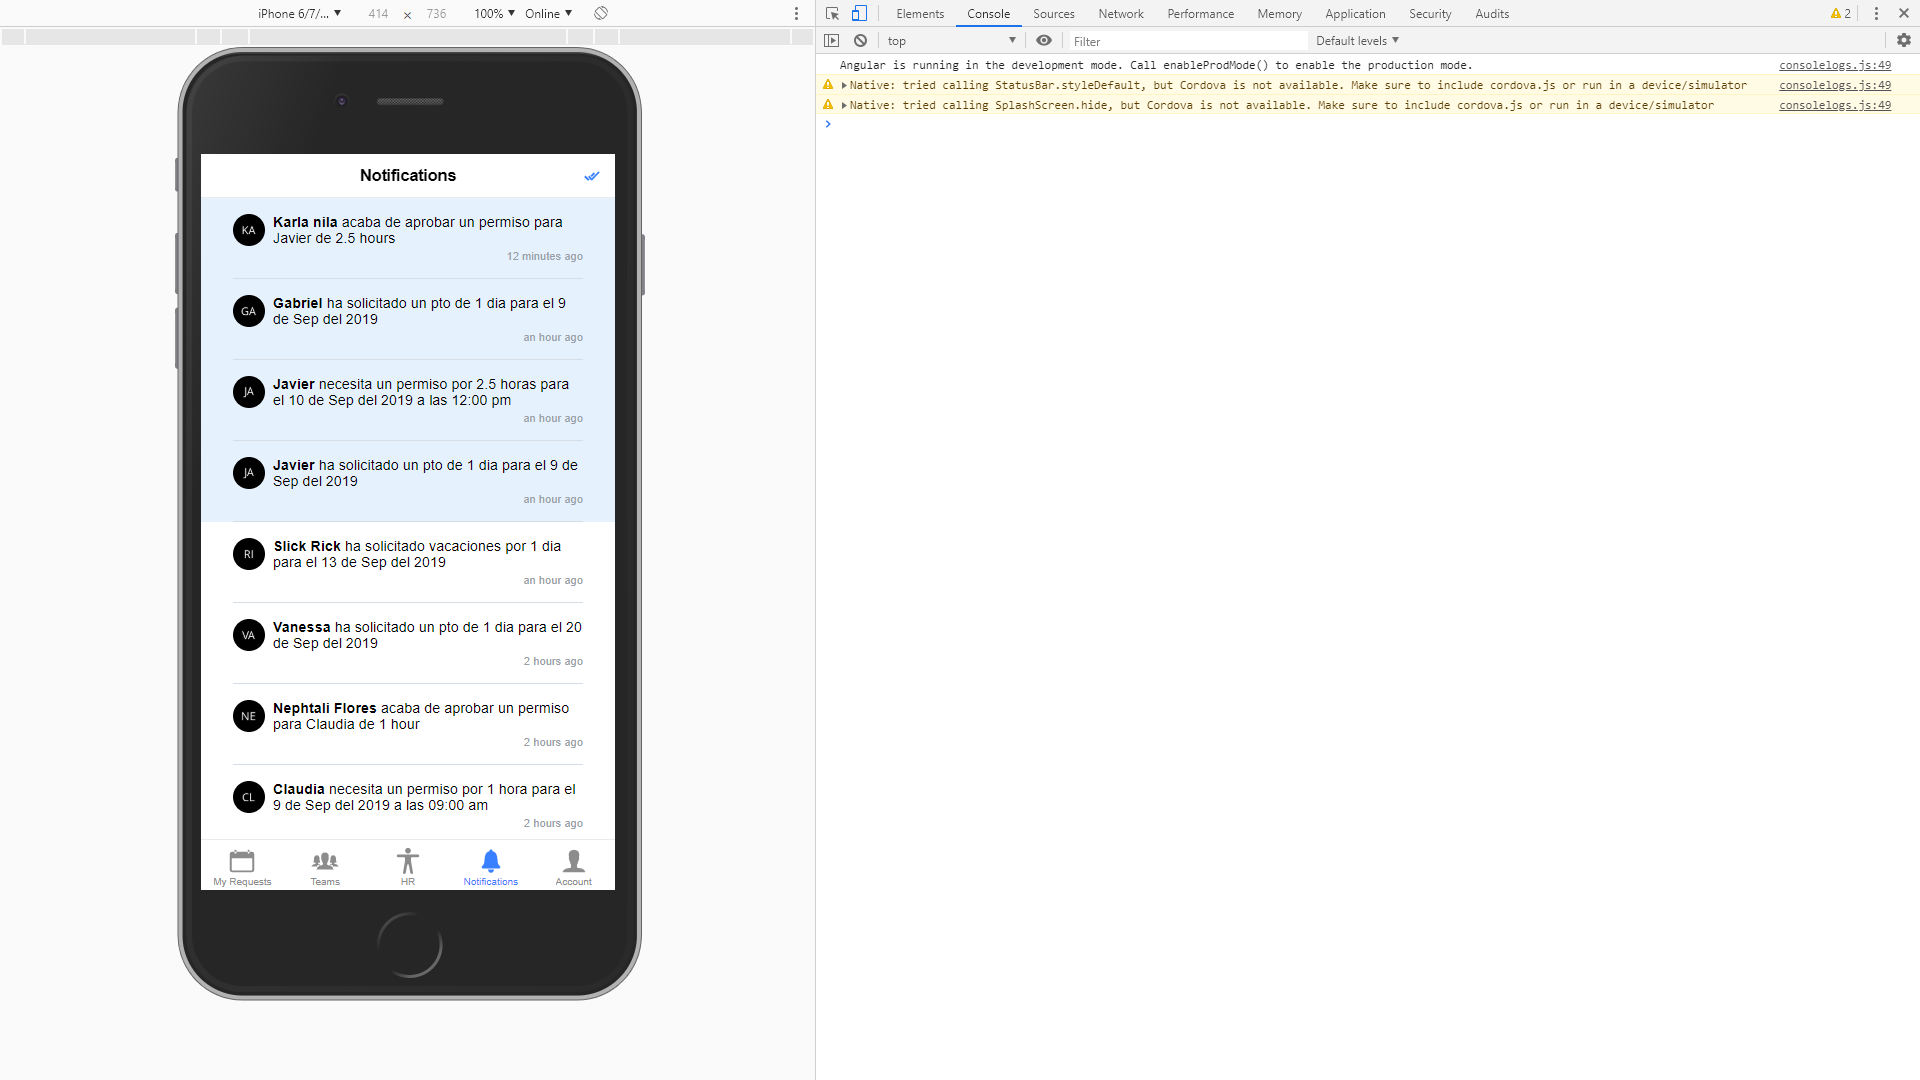 iPhone 6/7/... ▼ 414 × 736 100% ▼ Online ▼
Elements Console Sources Network Performance Memory Application Security Audits 2
top ▼ Filter Default levels ▼
Angular is running in the development mode. Call enableProdMode() to enable the production mode. consolelogs.js:49
Native: tried calling StatusBar.styleDefault, but Cordova is not available. Make sure to include cordova.js or run in a device/simulator consolelogs.js:49
Native: tried calling SplashScreen.hide, but Cordova is not available. Make sure to include cordova.js or run in a device/simulator consolelogs.js:49
Notifications
KA
Karla nila acaba de aprobar un permiso para
Javier de 2.5 hours
12 minutes ago
GA
Gabriel ha solicitado un pto de 1 dia para el 9
de Sep del 2019
an hour ago
JA
Javier necesita un permiso por 2.5 horas para
el 10 de Sep del 2019 a las 12:00 pm
an hour ago
JA
Javier ha solicitado un pto de 1 dia para el 9 de
Sep del 2019
an hour ago
RI
Slick Rick ha solicitado vacaciones por 1 dia
para el 13 de Sep del 2019
an hour ago
VA
Vanessa ha solicitado un pto de 1 dia para el 20
de Sep del 2019
2 hours ago
NE
Nephtali Flores acaba de aprobar un permiso
para Claudia de 1 hour
2 hours ago
CL
Claudia necesita un permiso por 1 hora para el
9 de Sep del 2019 a las 09:00 am
2 hours ago
My Requests Teams HR Notifications Account